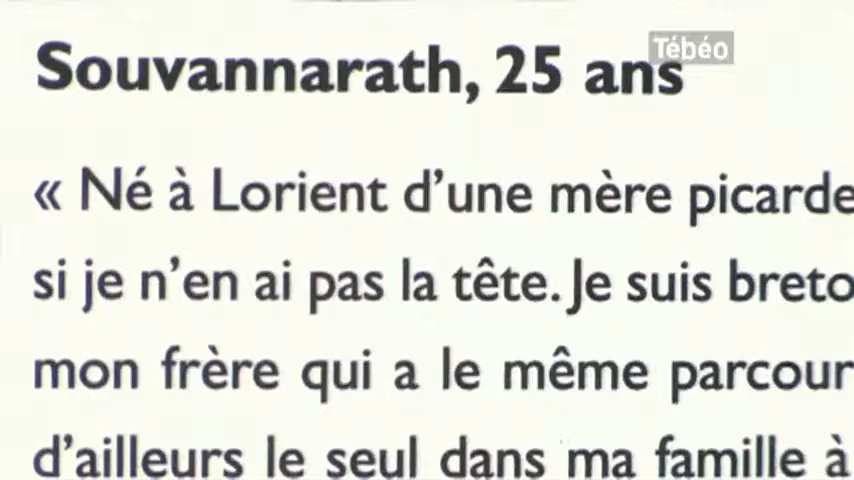 Tébéo
Souvannarath, 25 ans
« Né à Lorient d’une mère picarde
si je n’en ai pas la tête. Je suis breto
mon frère qui a le même parcour
d’ailleurs le seul dans ma famille à